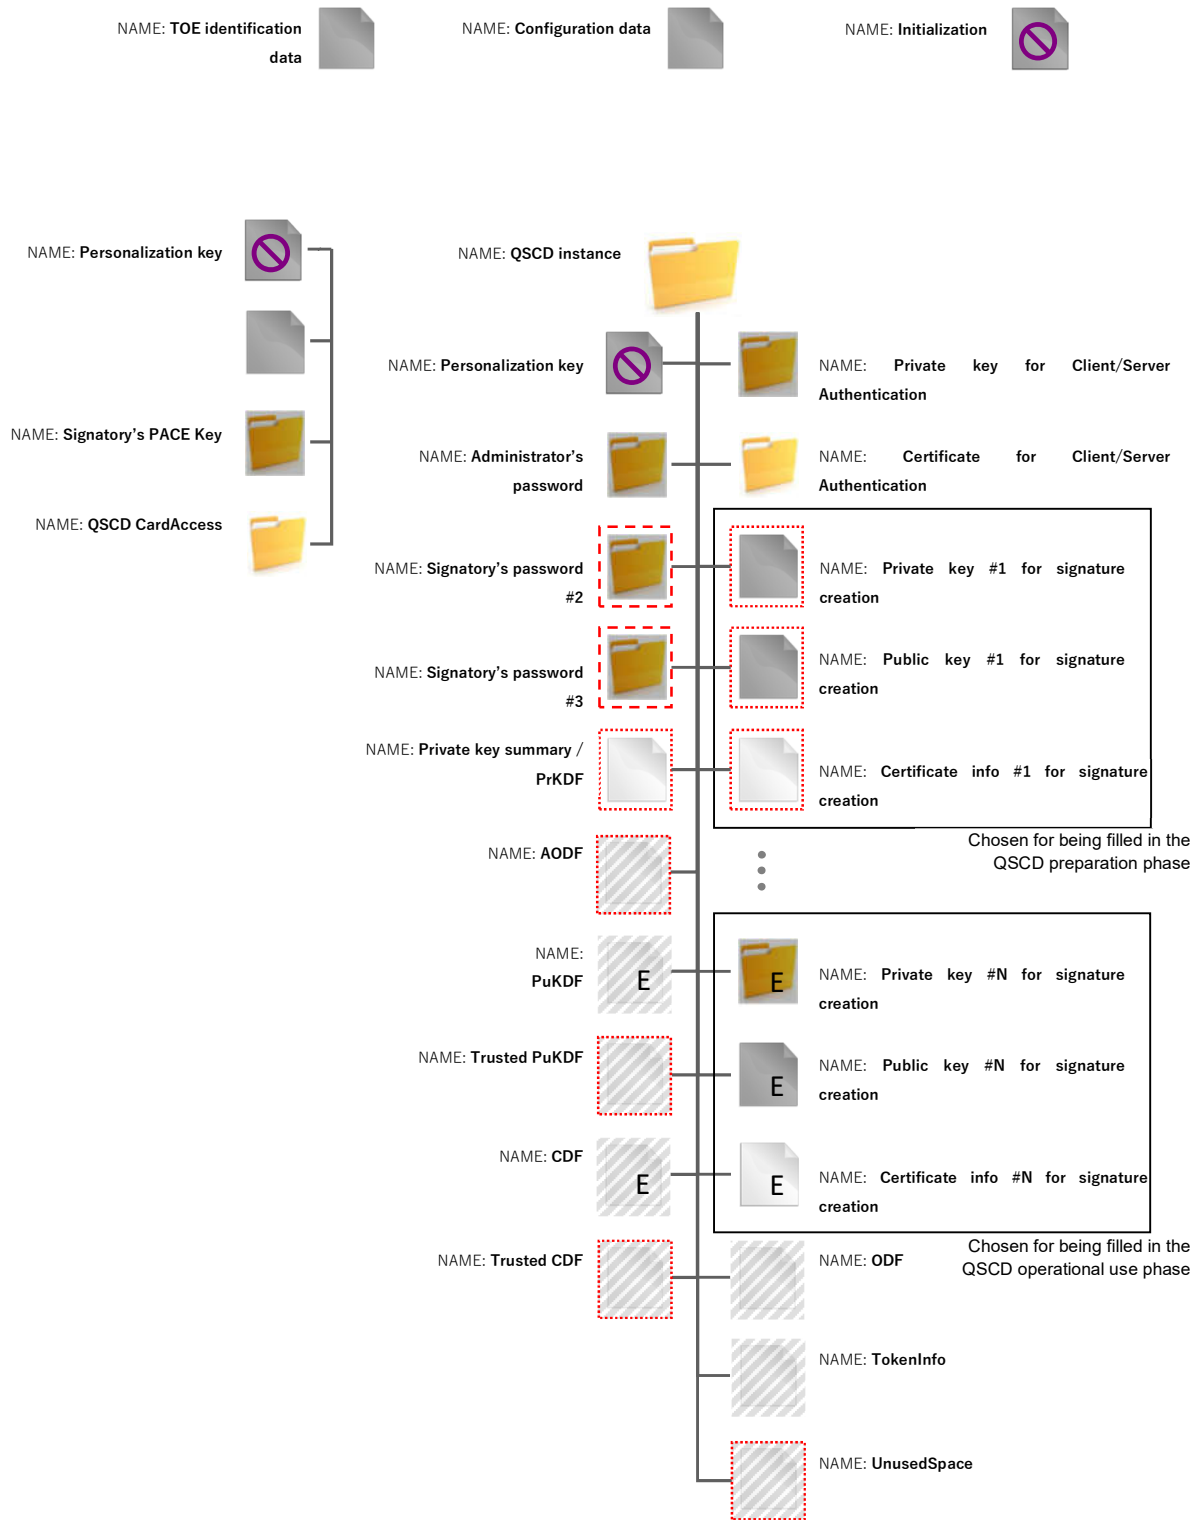 NAME: TOE identification
data
NAME: Configuration data
NAME: Initialization
NAME: Personalization key
NAME: Signatory's PACE Key
NAME: QSCD CardAccess
NAME: QSCD instance
NAME: Personalization key
NAME: Private key for Client/Server
Authentication
NAME: Administrator's
password
NAME: Certificate for Client/Server
Authentication
NAME: Signatory's password
#2
NAME: Private key #1 for signature
creation
NAME: Signatory's password
#3
NAME: Public key #1 for signature
creation
NAME: Private key summary /
PrKDF
NAME: Certificate info #1 for signature
creation
Chosen for being filled in the
QSCD preparation phase
NAME: AODF
NAME:
PuKDF
E
E
NAME: Private key #N for signature
creation
NAME: Trusted PuKDF
E
NAME: Public key #N for signature
creation
NAME: CDF
E
E
NAME: Certificate info #N for signature
creation
Chosen for being filled in the
QSCD operational use phase
NAME: Trusted CDF
NAME: ODF
NAME: TokenInfo
NAME: UnusedSpace